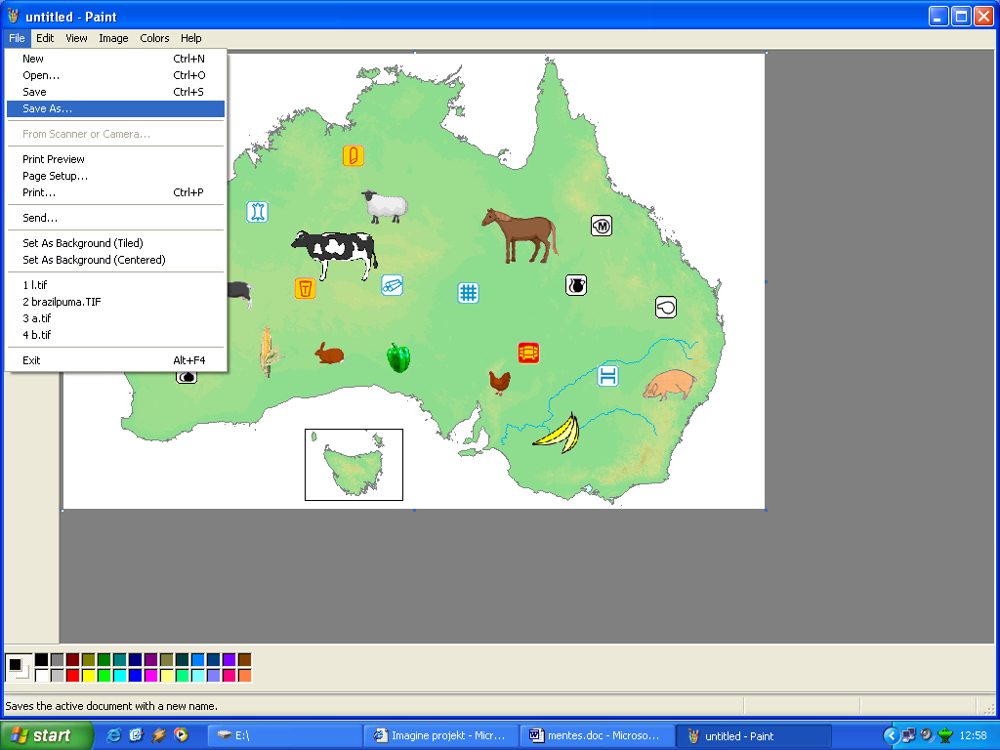 untitled - Paint
File Edit View Image Colors Help
New Ctrl+N
Open... Ctrl+O
Save Ctrl+S
Save As...
From Scanner or Camera...
Print Preview
Page Setup...
Print... Ctrl+P
Send...
Set As Background (Tiled)
Set As Background (Centered)
1 l.tif
2 brazilpuma.TIF
3 a.tif
4 b.tif
Exit Alt+F4
M
Saves the active document with a new name.
start E:\ Imagine projekt - Micr... mentes.doc - Microso... untitled - Paint 12:58